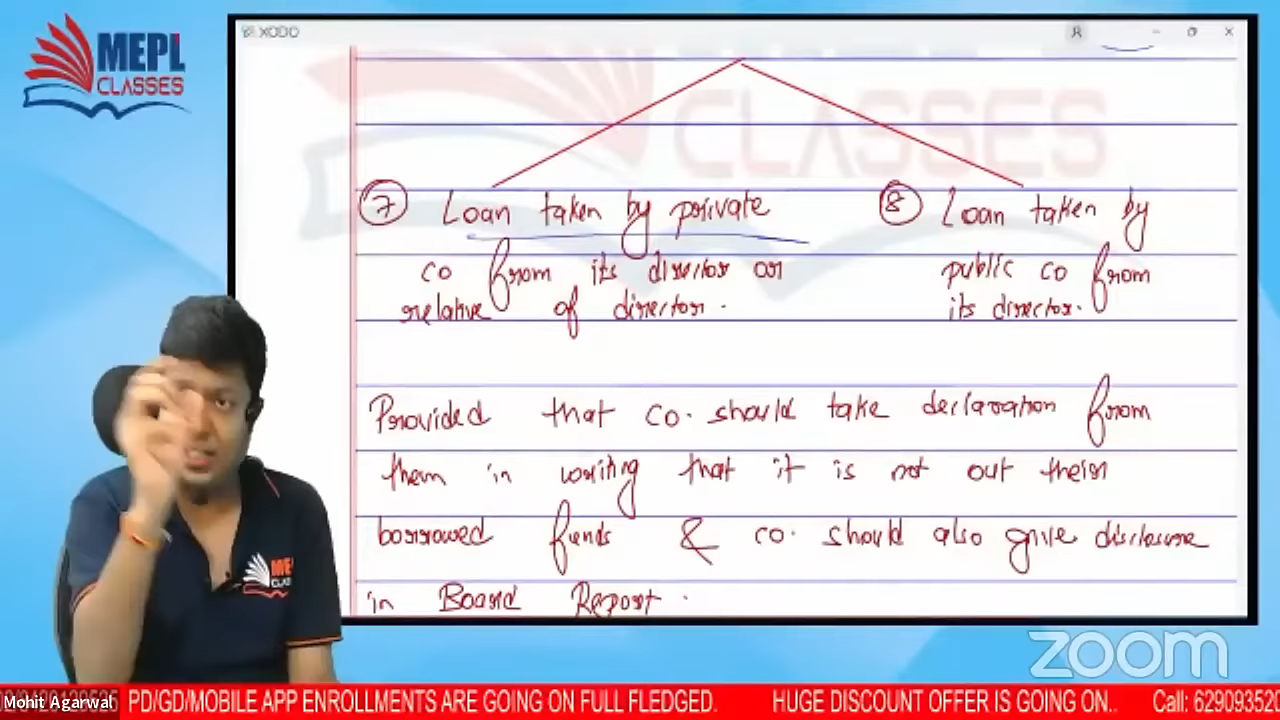 MEPL
CLASSES
XODO
CLASSES
7 Loan taken by private
co from its director or
relative of director.
8 Loan taken by
public co from
its director.
Provided that co. should take declaration from
them in writing that it is not out their
borrowed funds & co. should also give disclosure
in Board Report.
zoom
Mohit Agarwal
PD/GD/MOBILE APP ENROLLMENTS ARE GOING ON FULL FLEDGED. HUGE DISCOUNT OFFER IS GOING ON.. Call: 629093520